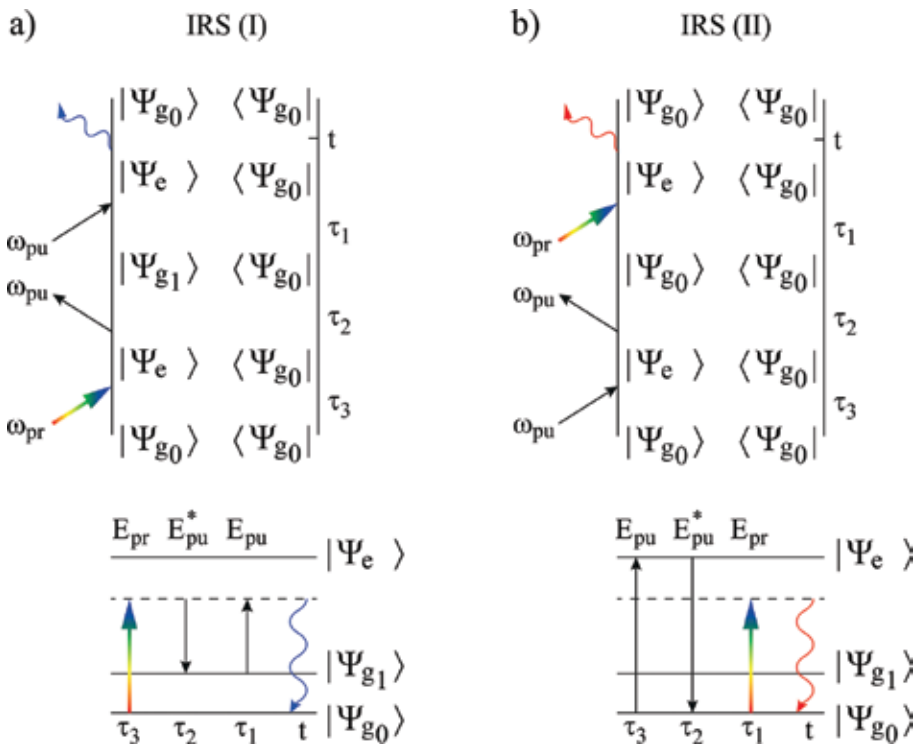 a) IRS (I)
|Ψg₀⟩ ⟨Ψg₀|
t
|Ψe ⟩ ⟨Ψg₀|
τ₁
ωpu
|Ψg₁⟩ ⟨Ψg₀|
ωpu
τ₂
|Ψe ⟩ ⟨Ψg₀|
τ₃
ωpr
|Ψg₀⟩ ⟨Ψg₀|
Epr E*pu Epu
|Ψe ⟩
|Ψg₁⟩
|Ψg₀⟩
τ₃ τ₂ τ₁ t
b) IRS (II)
|Ψg₀⟩ ⟨Ψg₀|
t
|Ψe ⟩ ⟨Ψg₀|
τ₁
ωpr
|Ψg₀⟩ ⟨Ψg₀|
ωpu
τ₂
|Ψe ⟩ ⟨Ψg₀|
τ₃
ωpu
|Ψg₀⟩ ⟨Ψg₀|
Epu E*pu Epr
|Ψe ⟩
|Ψg₁⟩
|Ψg₀⟩
τ₃ τ₂ τ₁ t